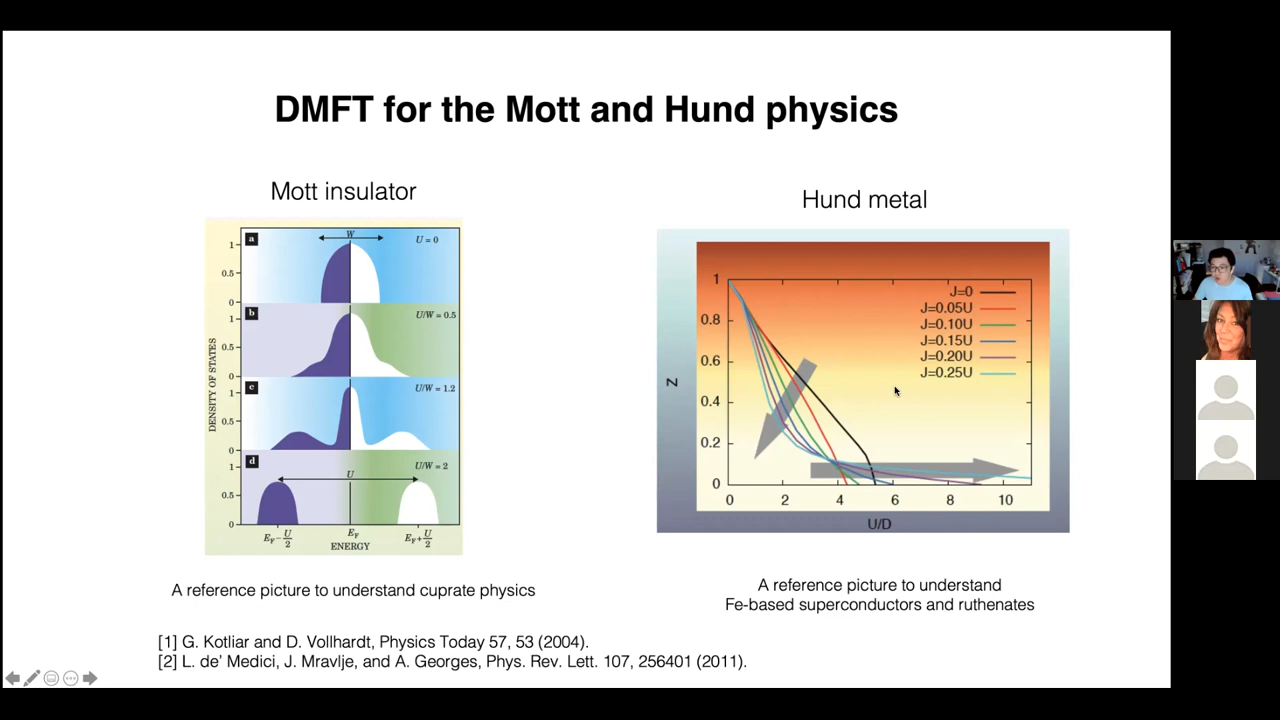 DMFT for the Mott and Hund physics
Mott insulator
a
W
U = 0
1
0.5
0
b
U/W = 0.5
1
0.5
0
c
U/W = 1.2
1
0.5
0
d
U/W = 2
U
1
0.5
0
DENSITY OF STATES
E_F − U/2
E_F
E_F + U/2
ENERGY
A reference picture to understand cuprate physics
Hund metal
1
0.8
0.6
0.4
0.2
0
Z
J=0
J=0.05U
J=0.10U
J=0.15U
J=0.20U
J=0.25U
0 2 4 6 8 10
U/D
A reference picture to understand
Fe-based superconductors and ruthenates
[1] G. Kotliar and D. Vollhardt, Physics Today 57, 53 (2004).
[2] L. de' Medici, J. Mravlje, and A. Georges, Phys. Rev. Lett. 107, 256401 (2011).